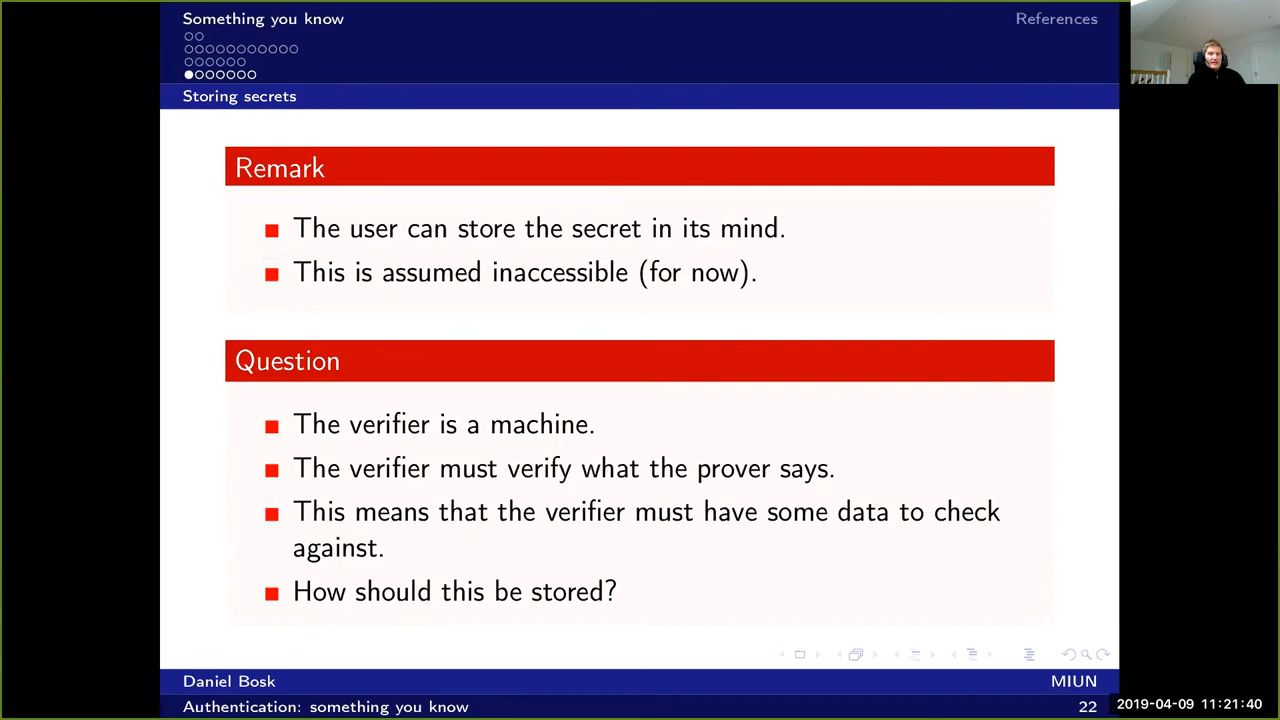 Something you know
References
Storing secrets
Remark
The user can store the secret in its mind.
This is assumed inaccessible (for now).
Question
The verifier is a machine.
The verifier must verify what the prover says.
This means that the verifier must have some data to check
against.
How should this be stored?
Daniel Bosk
MIUN
Authentication: something you know
22
2019-04-09 11:21:40